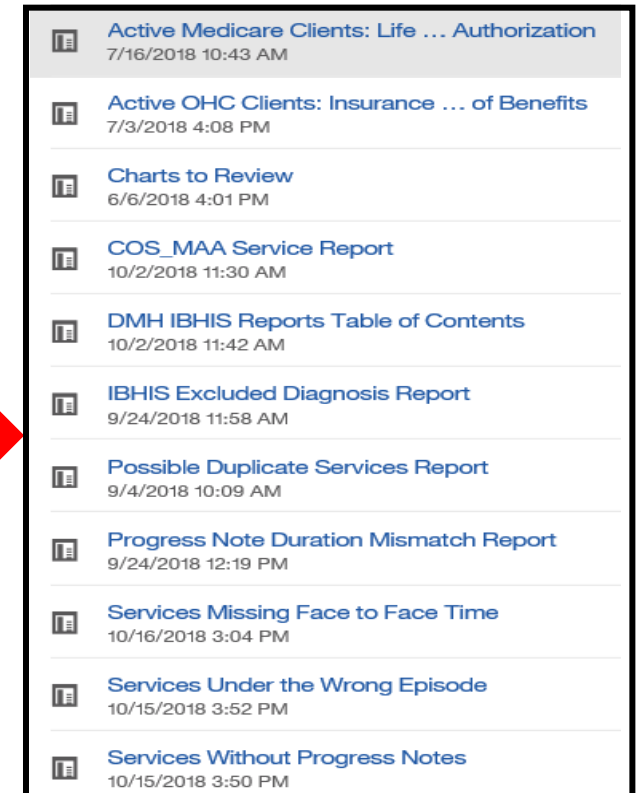 Active Medicare Clients: Life ... Authorization
7/16/2018 10:43 AM
Active OHC Clients: Insurance ... of Benefits
7/3/2018 4:08 PM
Charts to Review
6/6/2018 4:01 PM
COS_MAA Service Report
10/2/2018 11:30 AM
DMH IBHIS Reports Table of Contents
10/2/2018 11:42 AM
IBHIS Excluded Diagnosis Report
9/24/2018 11:58 AM
Possible Duplicate Services Report
9/4/2018 10:09 AM
Progress Note Duration Mismatch Report
9/24/2018 12:19 PM
Services Missing Face to Face Time
10/16/2018 3:04 PM
Services Under the Wrong Episode
10/15/2018 3:52 PM
Services Without Progress Notes
10/15/2018 3:50 PM